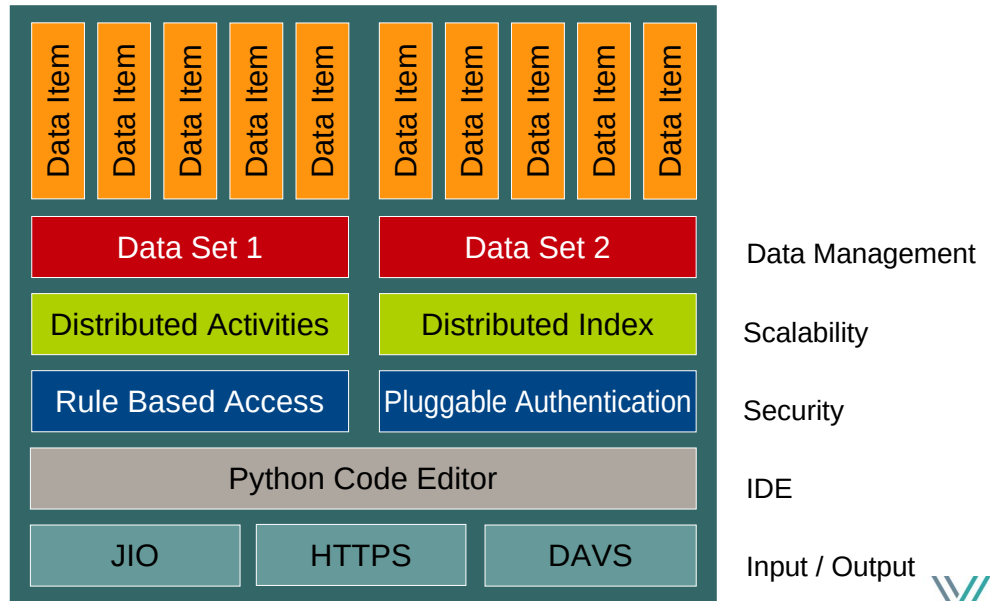 Data Item
Data Item
Data Item
Data Item
Data Item
Data Item
Data Item
Data Item
Data Item
Data Item
Data Set 1
Data Set 2
Data Management
Distributed Activities
Distributed Index
Scalability
Rule Based Access
Pluggable Authentication
Security
Python Code Editor
IDE
JIO
HTTPS
DAVS
Input / Output